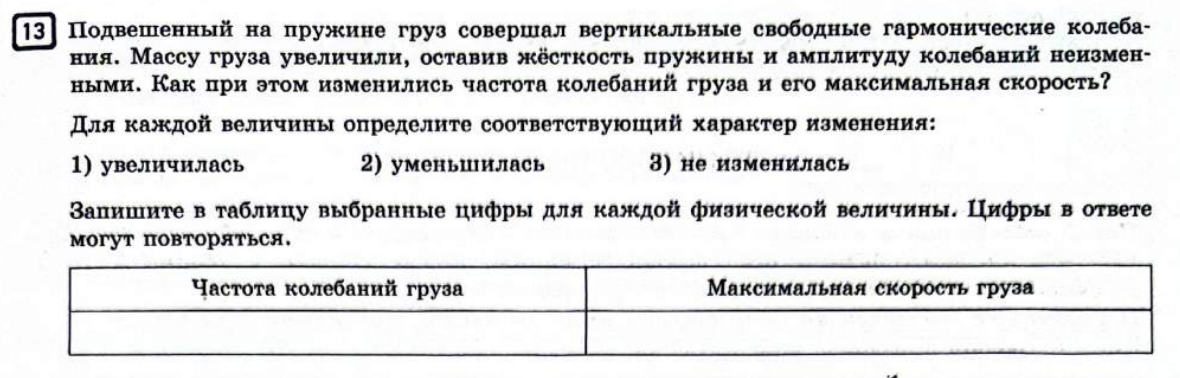 13 Подвешенный на пружине груз совершал вертикальные свободные гармонические колеба-
ния. Массу груза увеличили, оставив жёсткость пружины и амплитуду колебаний неизмен-
ными. Как при этом изменились частота колебаний груза и его максимальная скорость?
Для каждой величины определите соответствующий характер изменения:
1) увеличилась 2) уменьшилась 3) не изменилась
Запишите в таблицу выбранные цифры для каждой физической величины. Цифры в ответе
могут повторяться.
Частота колебаний груза Максимальная скорость груза